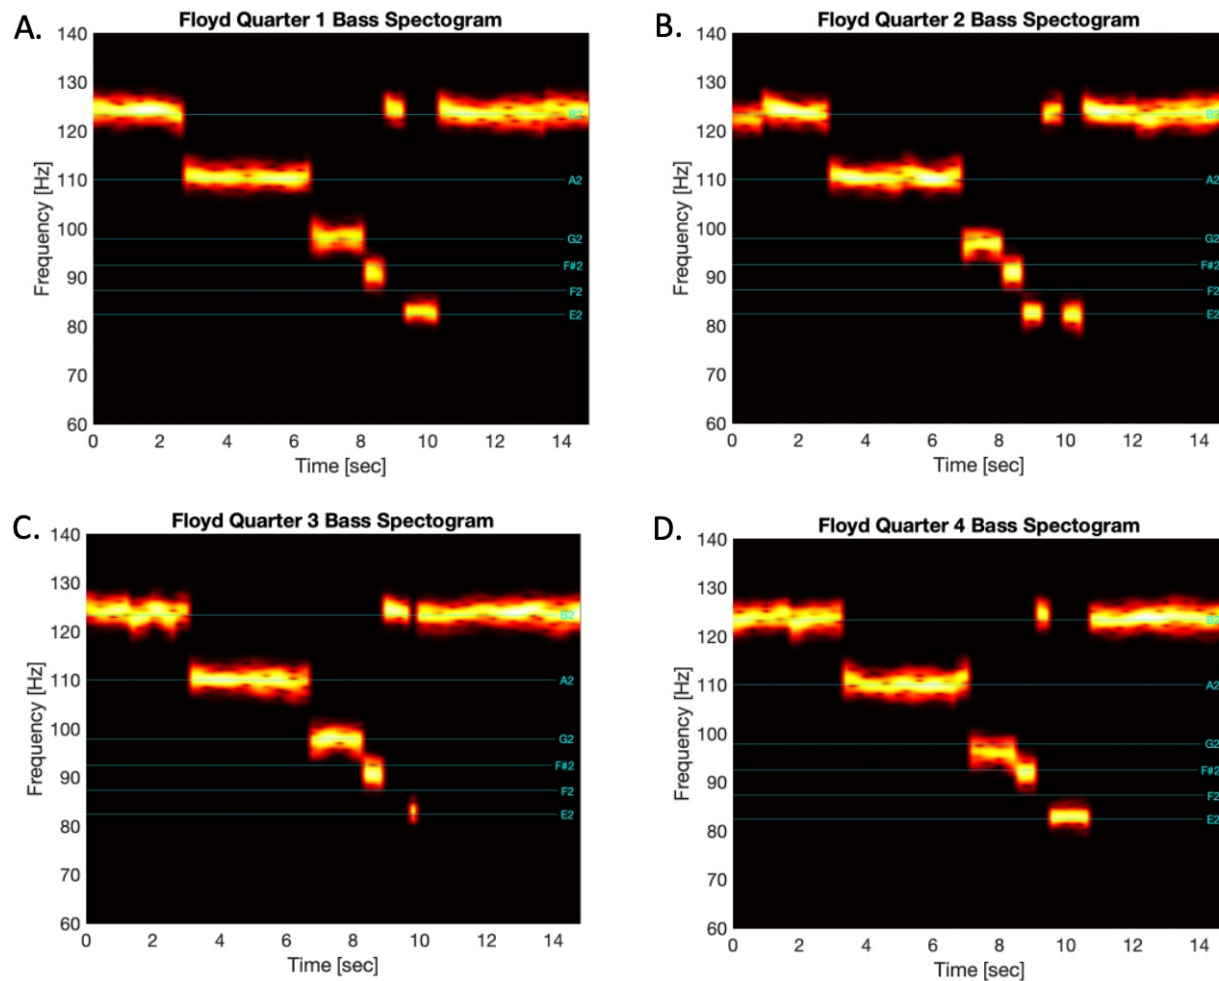 A.
Floyd Quarter 1 Bass Spectogram
140
130
120
110
100
90
80
70
60
Frequency [Hz]
B2
A2
G2
F#2
F2
E2
0 2 4 6 8 10 12 14
Time [sec]
B.
Floyd Quarter 2 Bass Spectogram
140
130
120
110
100
90
80
70
60
Frequency [Hz]
B2
A2
G2
F#2
F2
E2
0 2 4 6 8 10 12 14
Time [sec]
C.
Floyd Quarter 3 Bass Spectogram
140
130
120
110
100
90
80
70
60
Frequency [Hz]
B2
A2
G2
F#2
F2
E2
0 2 4 6 8 10 12 14
Time [sec]
D.
Floyd Quarter 4 Bass Spectogram
140
130
120
110
100
90
80
70
60
Frequency [Hz]
B2
A2
G2
F#2
F2
E2
0 2 4 6 8 10 12 14
Time [sec]